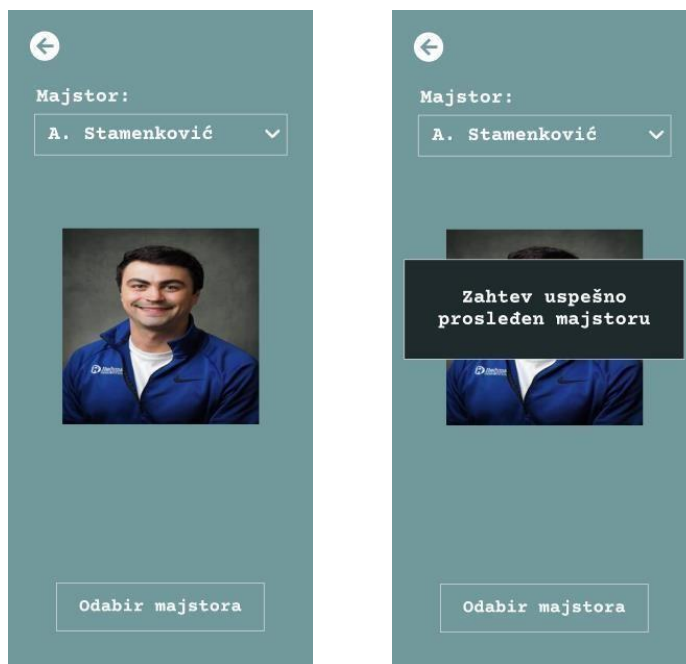 Majstor:
A. Stamenković
Odabir majstora
Majstor:
A. Stamenković
Zahtev uspešno
prosleđen majstoru
Odabir majstora